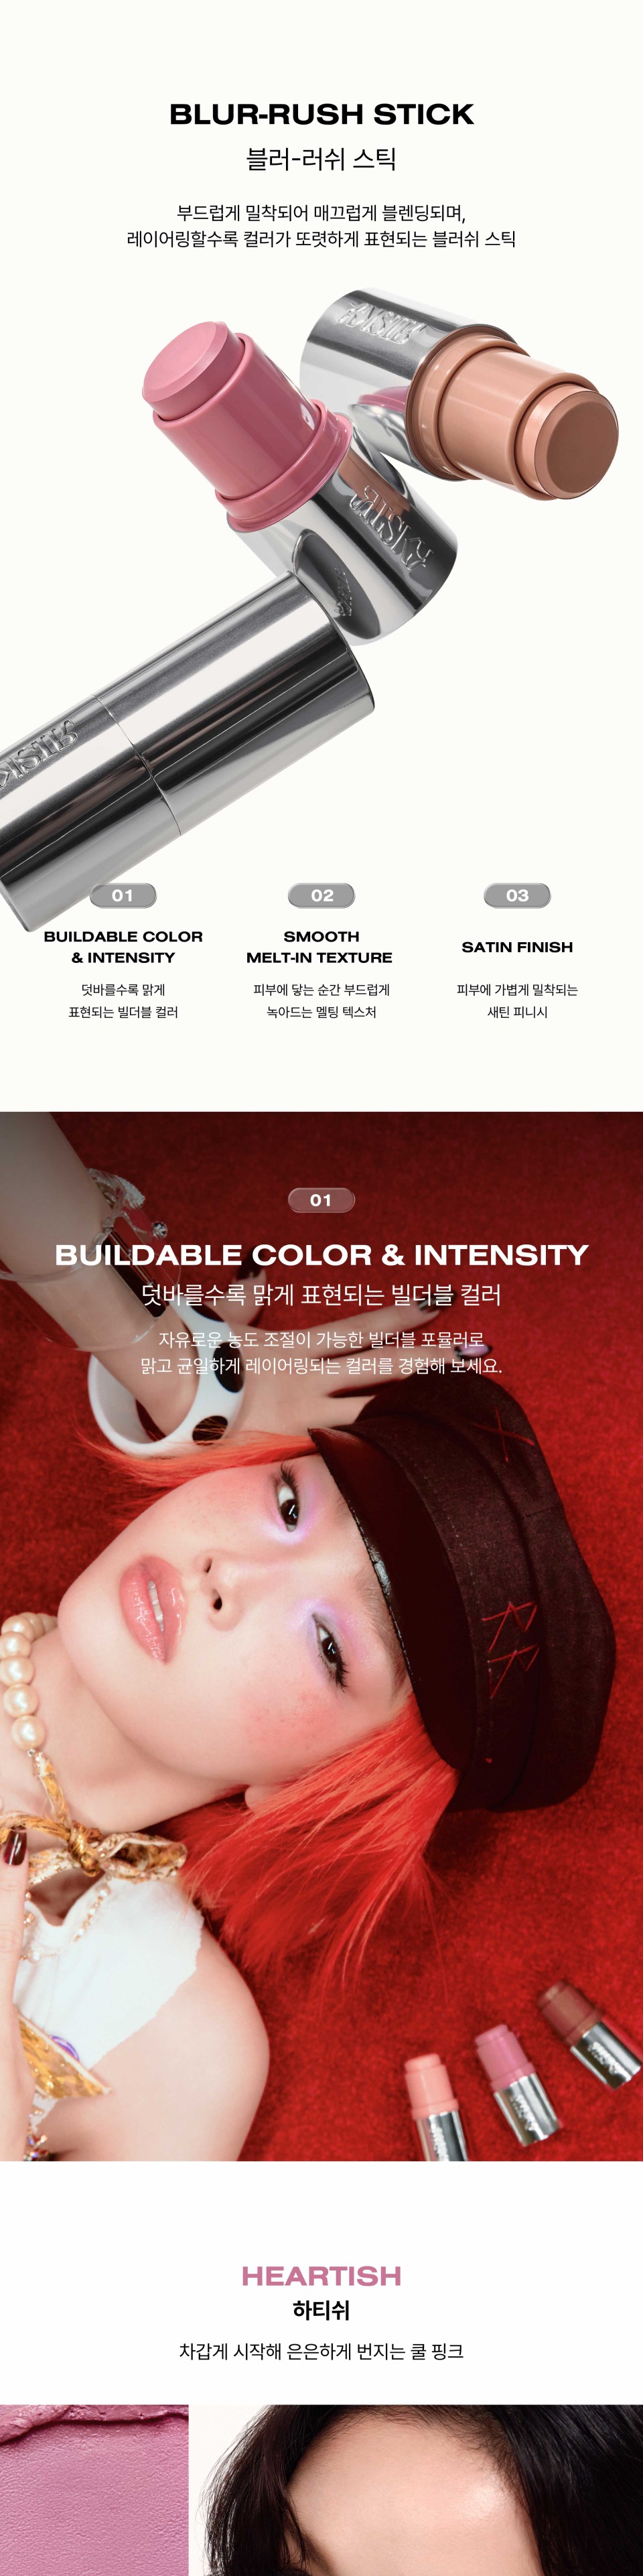 BLUR-RUSH STICK
블러-러쉬 스틱
부드럽게 밀착되어 매끄럽게 블렌딩되며,
레이어링할수록 컬러가 또렷하게 표현되는 블러쉬 스틱
01
BUILDABLE COLOR
& INTENSITY
덧바를수록 맑게
표현되는 빌더블 컬러
02
SMOOTH
MELT-IN TEXTURE
피부에 닿는 순간 부드럽게
녹아드는 멜팅 텍스처
03
SATIN FINISH
피부에 가볍게 밀착되는
새틴 피니시
01
BUILDABLE COLOR & INTENSITY
덧바를수록 맑게 표현되는 빌더블 컬러
자유로운 농도 조절이 가능한 빌더블 포뮬러로
맑고 균일하게 레이어링되는 컬러를 경험해 보세요.
HEARTISH
하티쉬
차갑게 시작해 은은하게 번지는 쿨 핑크